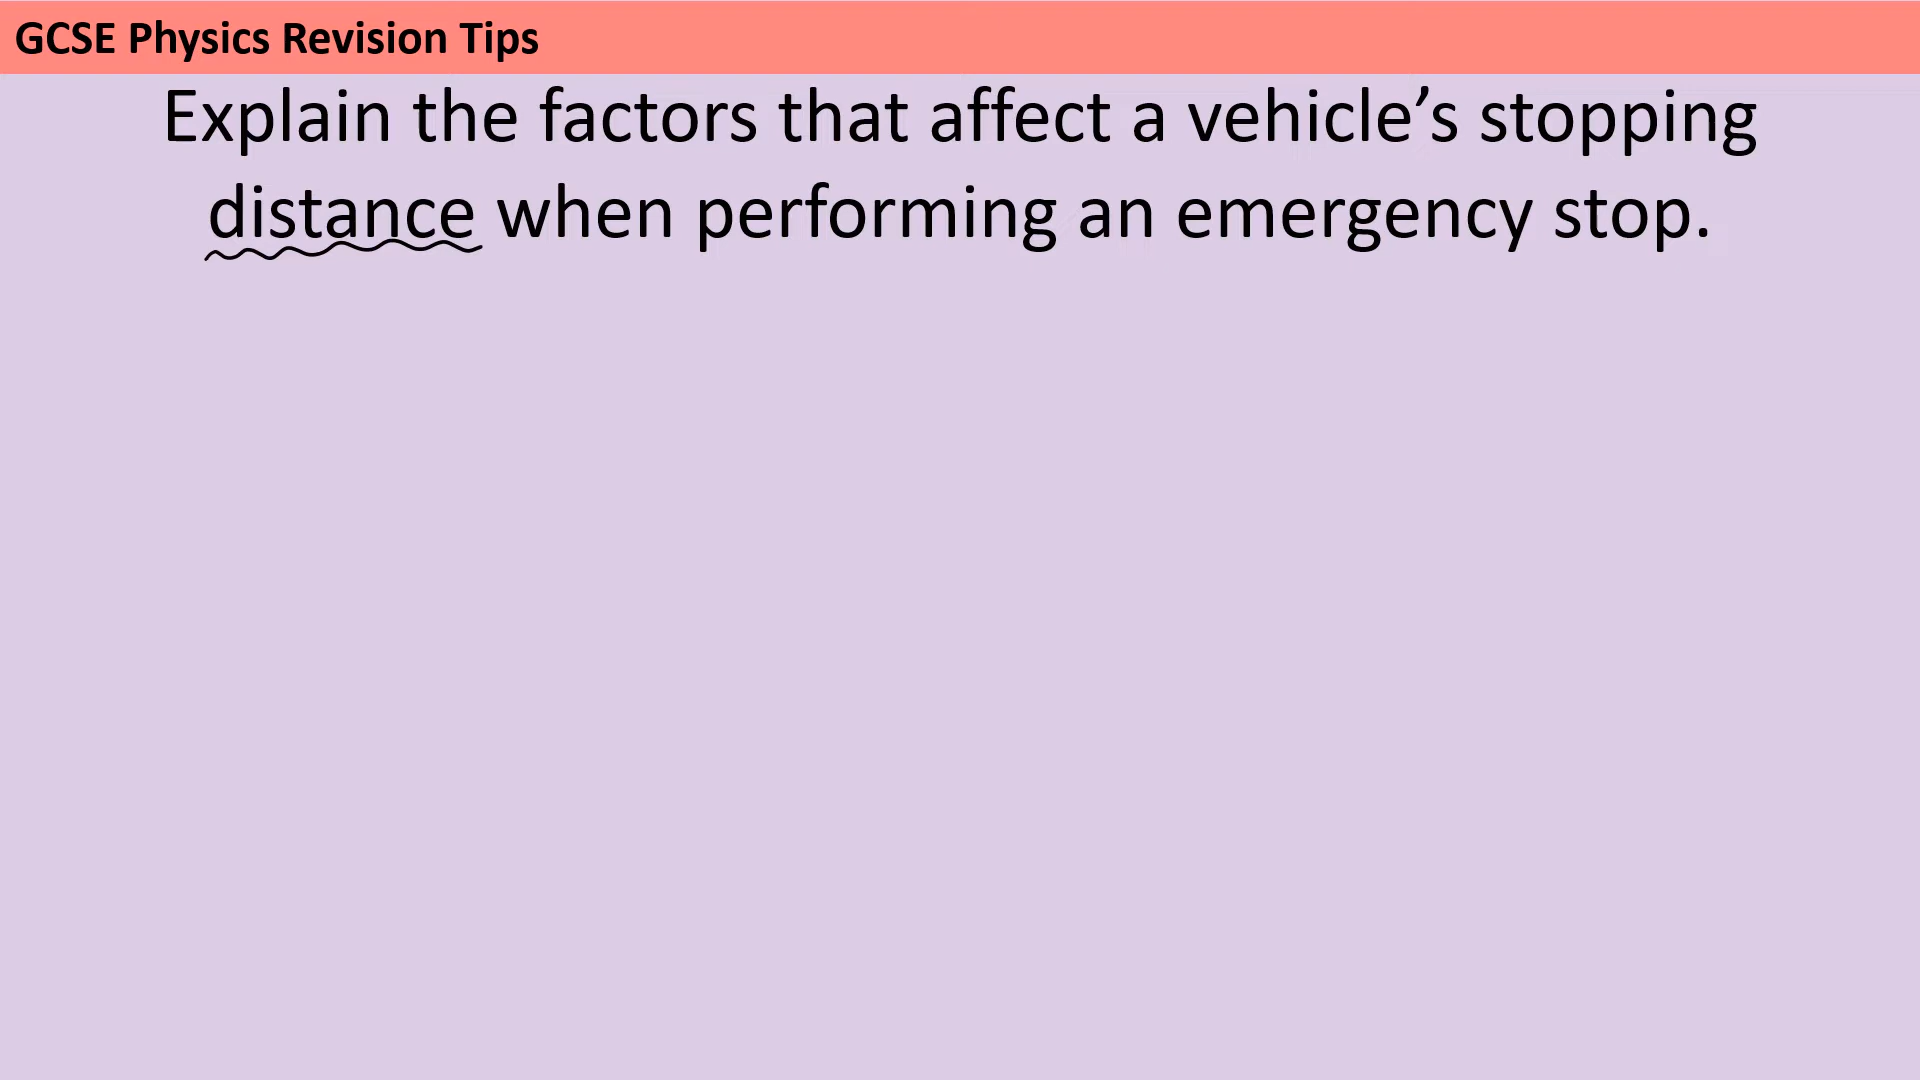 GCSE Physics Revision Tips
Explain the factors that affect a vehicle’s stopping
distance when performing an emergency stop.